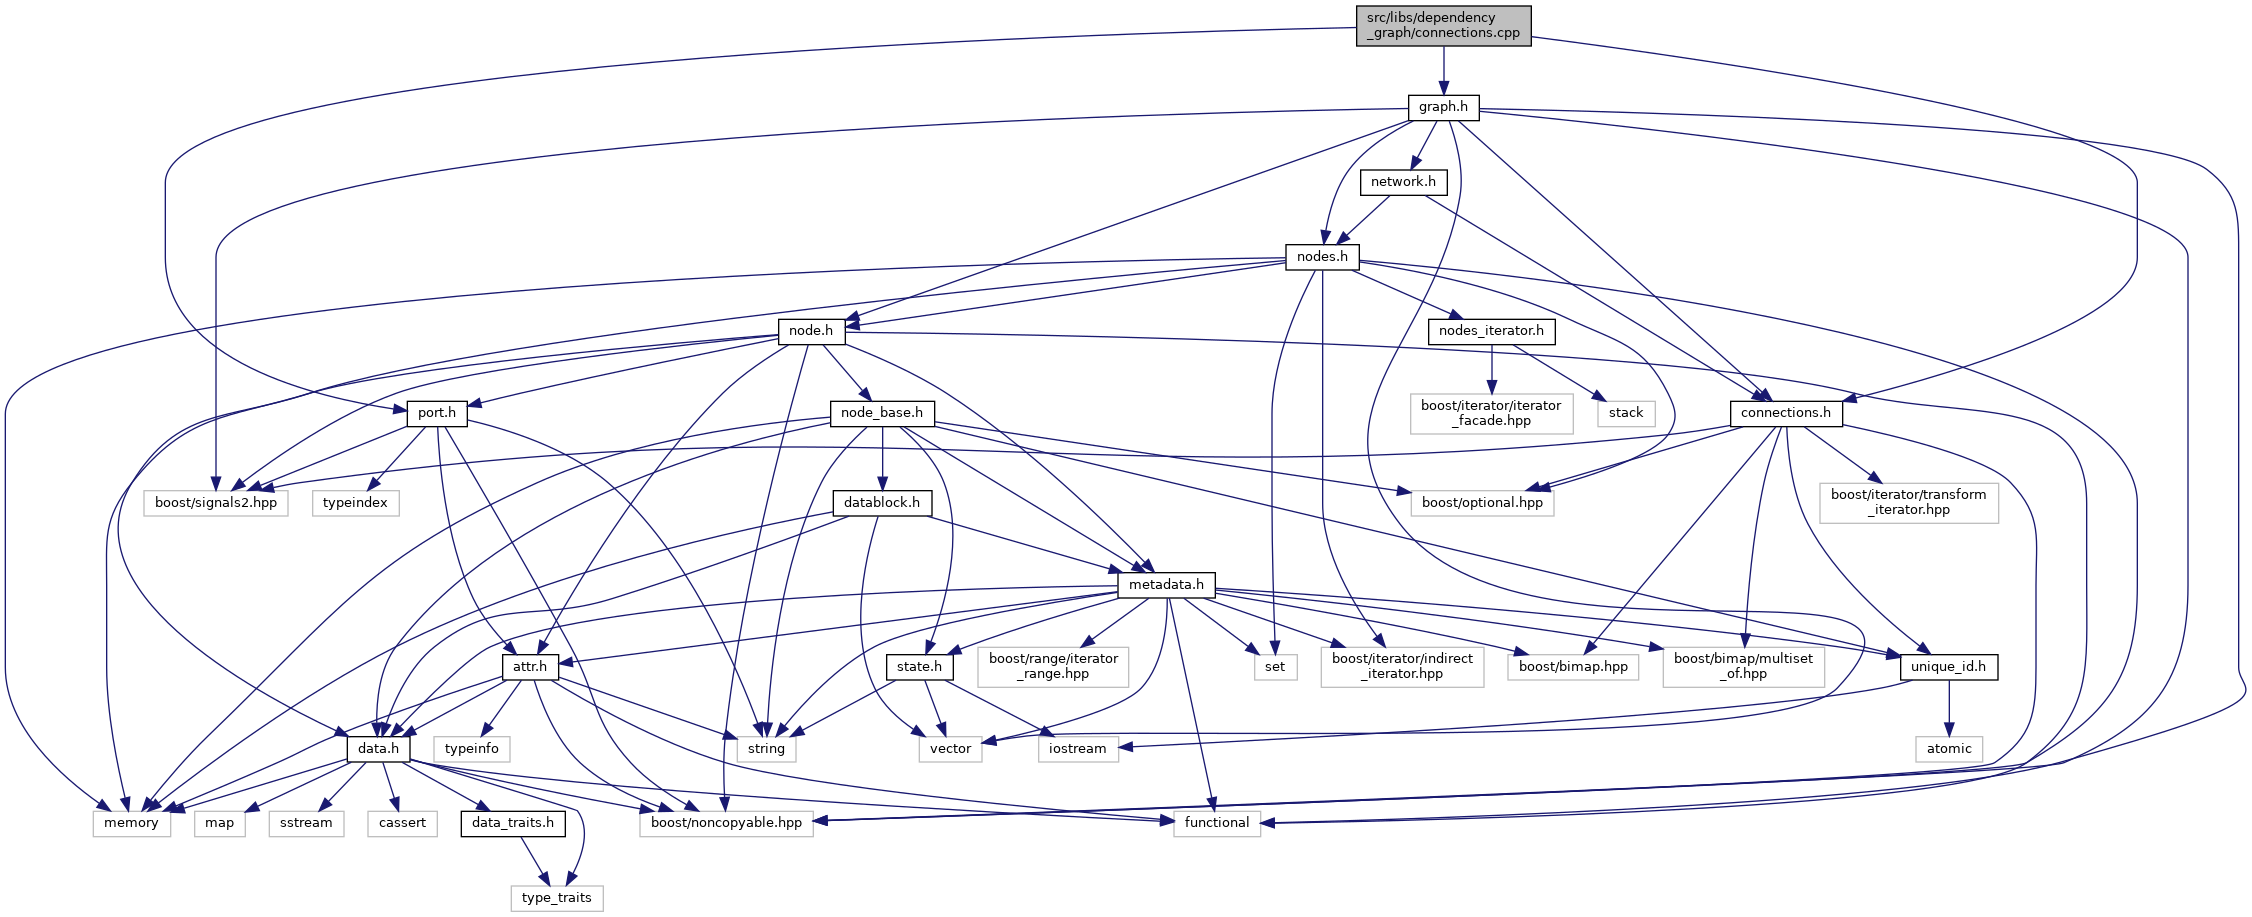 src/libs/dependency
_graph/connections.cpp
graph.h
network.h
nodes.h
node.h
nodes_iterator.h
port.h
node_base.h
boost/iterator/iterator
_facade.hpp
stack
connections.h
boost/signals2.hpp
typeindex
datablock.h
boost/optional.hpp
boost/iterator/transform
_iterator.hpp
metadata.h
attr.h
state.h
boost/range/iterator
_range.hpp
set
boost/iterator/indirect
_iterator.hpp
boost/bimap.hpp
boost/bimap/multiset
_of.hpp
unique_id.h
data.h
typeinfo
string
vector
iostream
atomic
memory
map
sstream
cassert
data_traits.h
boost/noncopyable.hpp
functional
type_traits